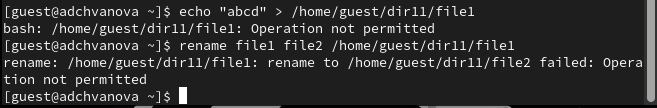 [guest@adchvanova ~]$ echo "abcd" > /home/guest/dir11/file1
bash: /home/guest/dir11/file1: Operation not permitted
[guest@adchvanova ~]$ rename file1 file2 /home/guest/dir11/file1
rename: /home/guest/dir11/file1: rename to /home/guest/dir11/file2 failed: Opera
tion not permitted
[guest@adchvanova ~]$